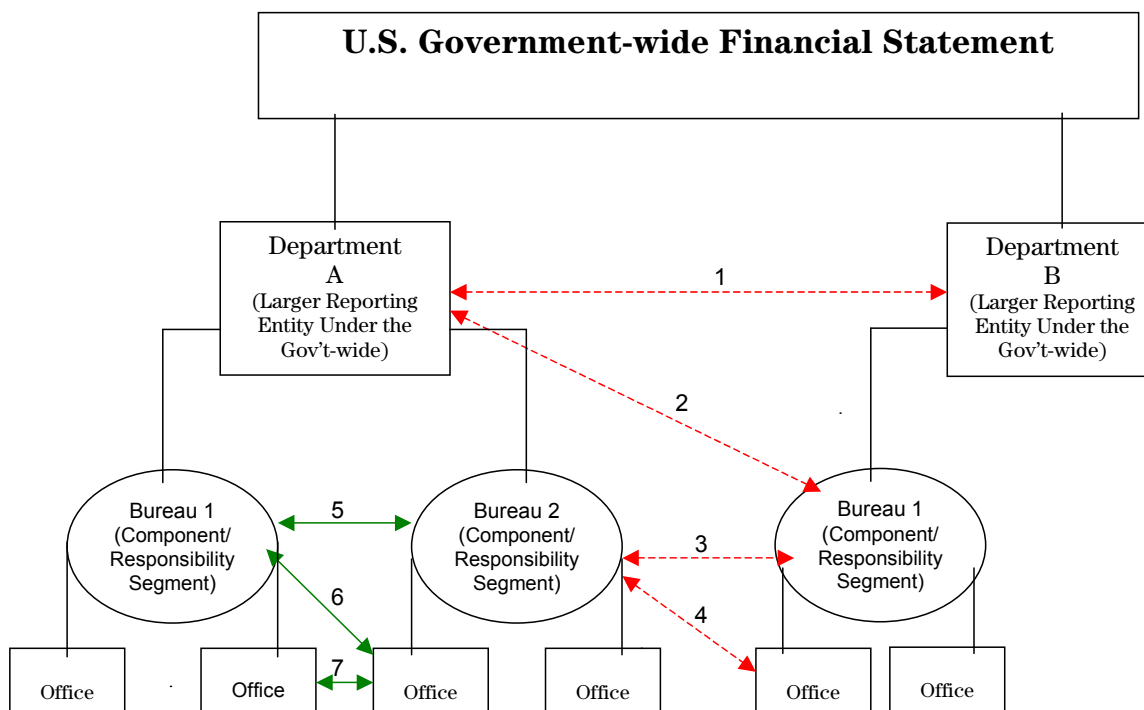 U.S. Government-wide Financial Statement
Department
A
(Larger Reporting
Entity Under the
Gov't-wide)
Department
B
(Larger Reporting
Entity Under the
Gov't-wide)
1
2
Bureau 1
(Component/
Responsibility
Segment)
5
Bureau 2
(Component/
Responsibility
Segment)
3
Bureau 1
(Component/
Responsibility
Segment)
6
4
7
Office
Office
Office
Office
Office
Office